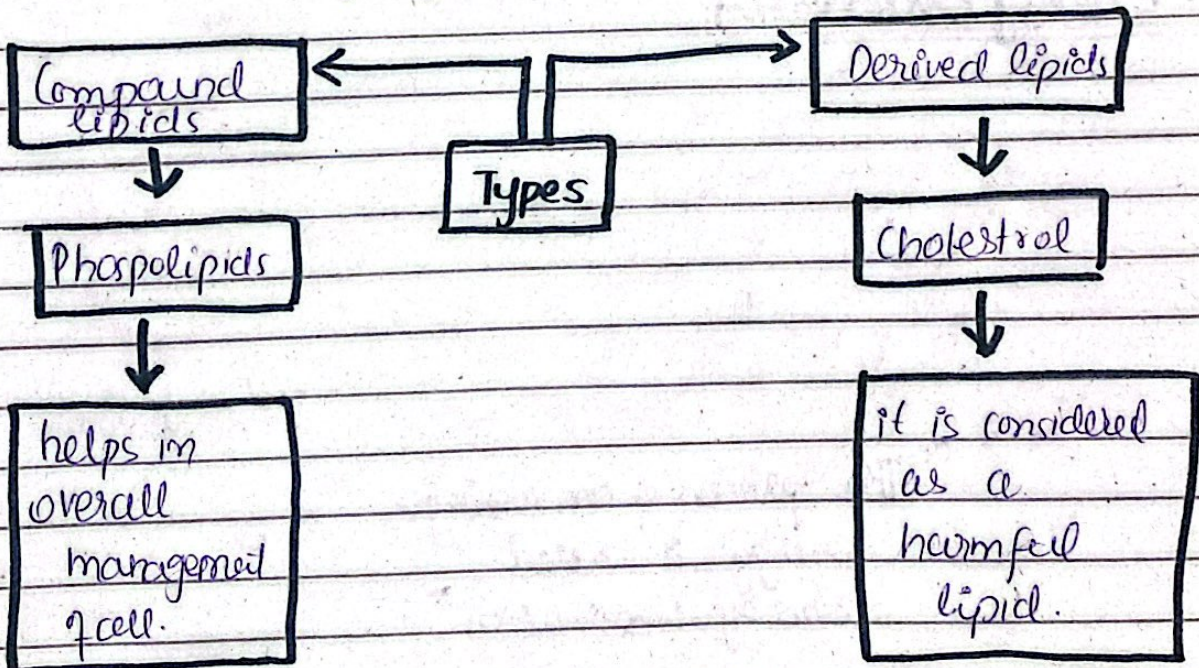 Compound
lipids
Types
Derived lipids
Phospolipids
Cholestrol
helps in
overall
management
of cell.
it is considered
as a
harmful
lipid.